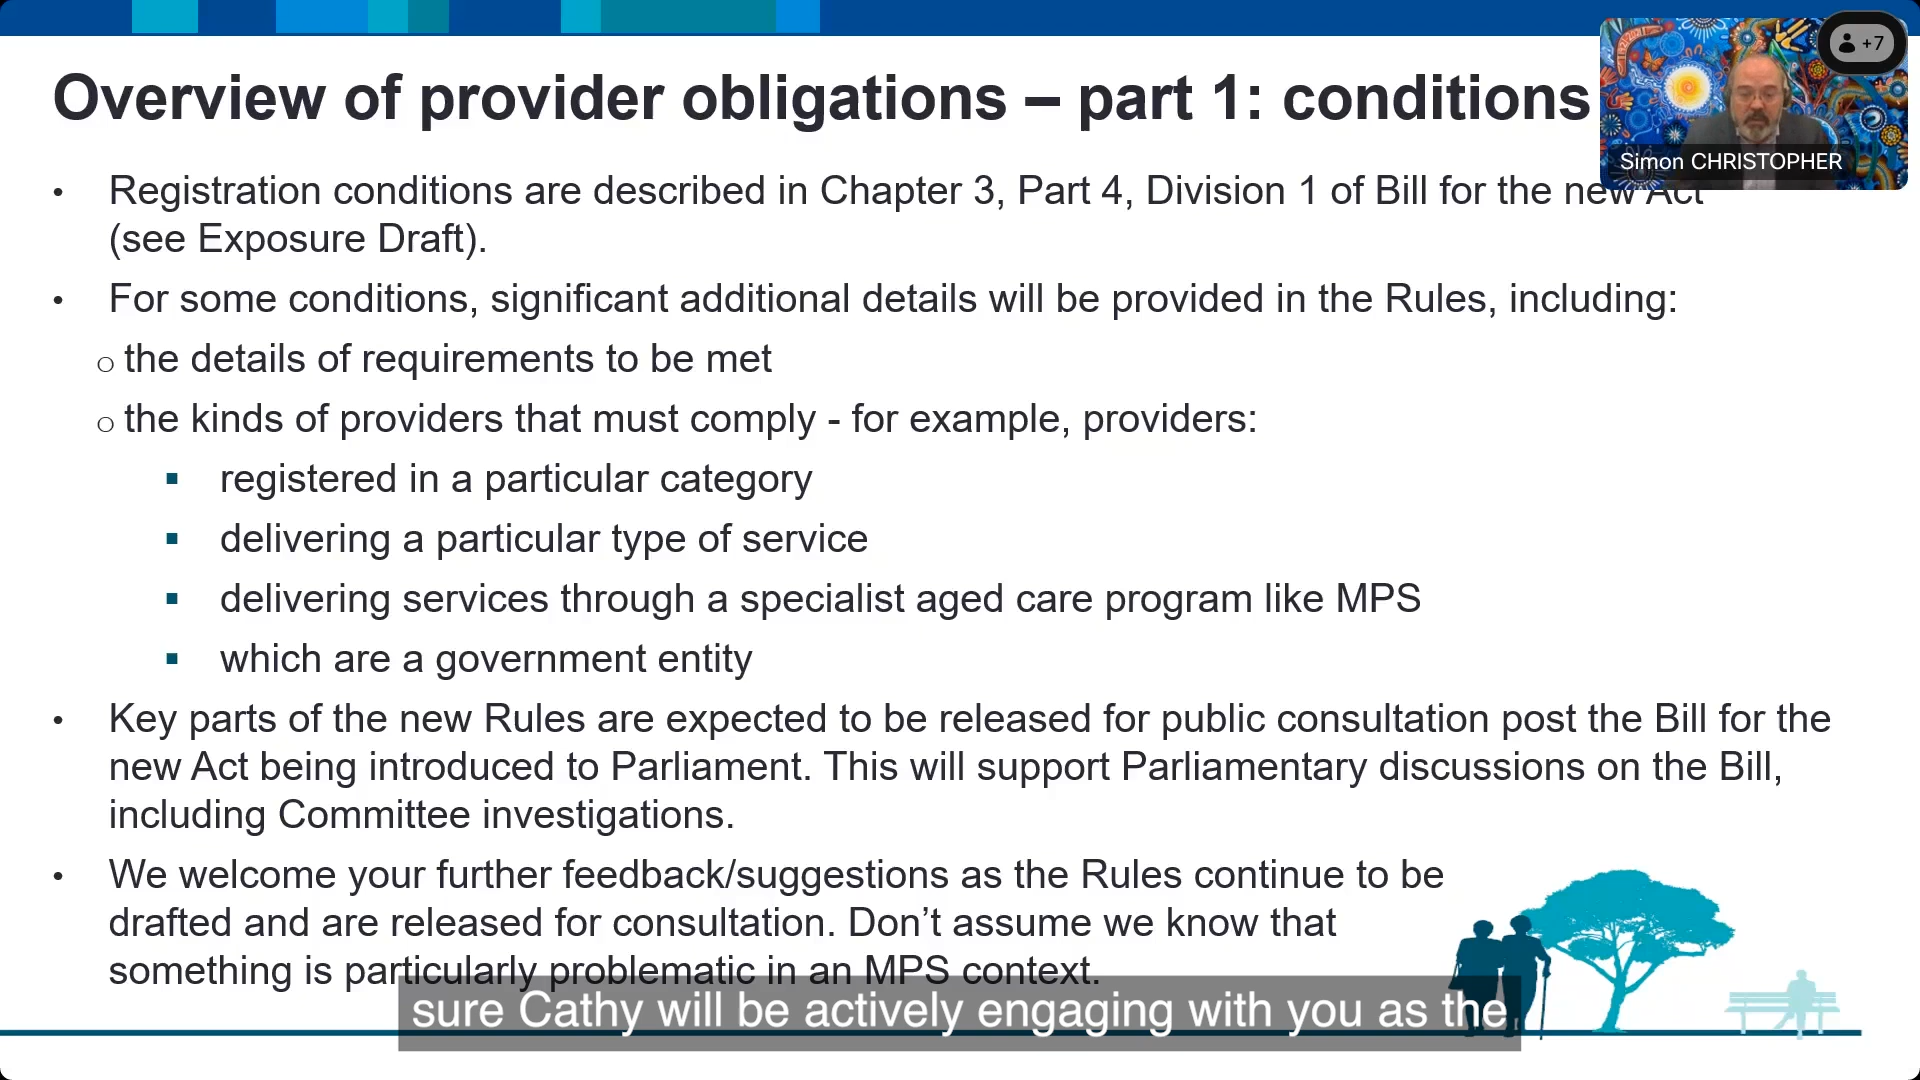 Overview of provider obligations – part 1: conditions
+7
Simon CHRISTOPHER
• Registration conditions are described in Chapter 3, Part 4, Division 1 of Bill for the new Act
(see Exposure Draft).
• For some conditions, significant additional details will be provided in the Rules, including:
o the details of requirements to be met
o the kinds of providers that must comply - for example, providers:
▪ registered in a particular category
▪ delivering a particular type of service
▪ delivering services through a specialist aged care program like MPS
▪ which are a government entity
• Key parts of the new Rules are expected to be released for public consultation post the Bill for the
new Act being introduced to Parliament. This will support Parliamentary discussions on the Bill,
including Committee investigations.
• We welcome your further feedback/suggestions as the Rules continue to be
drafted and are released for consultation. Don’t assume we know that
something is particularly problematic in an MPS context.
sure Cathy will be actively engaging with you as the